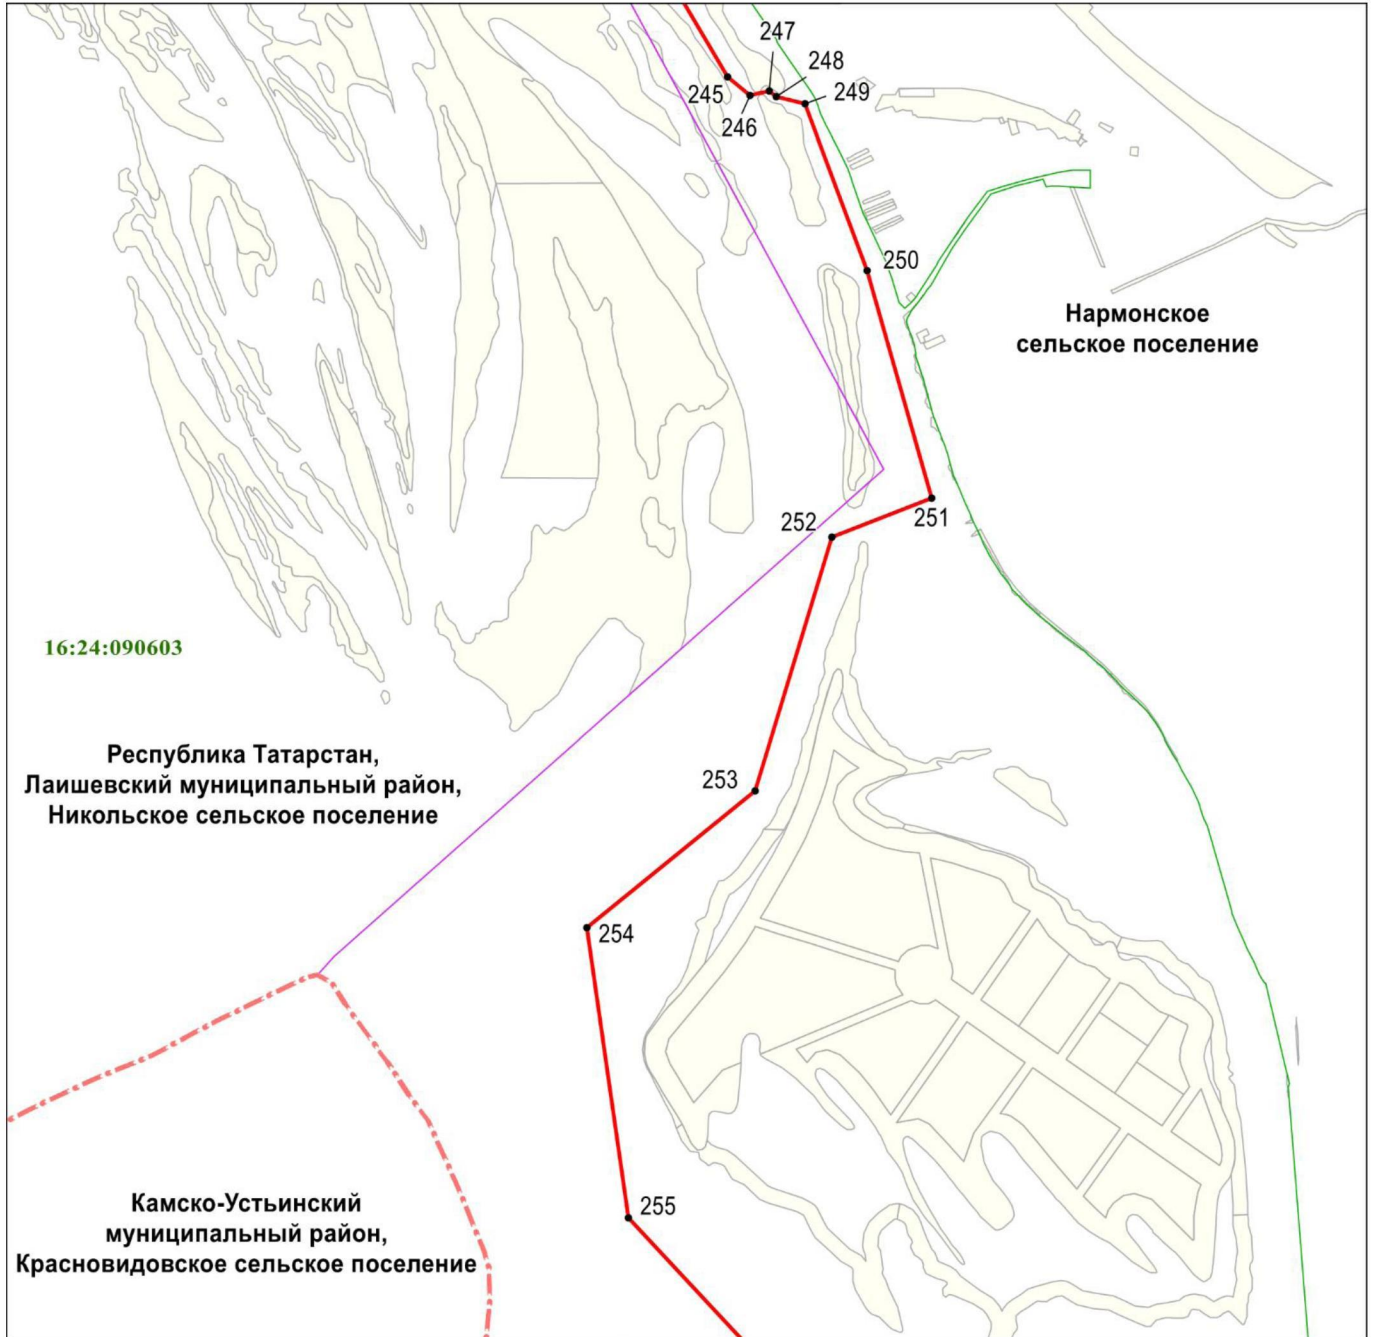 247
248
245
249
246
250
Нармонское
сельское поселение
252
251
16:24:090603
Республика Татарстан,
Лаишевский муниципальный район,
Никольское сельское поселение
253
254
Камско-Устьинский
муниципальный район,
Красновидовское сельское поселение
255